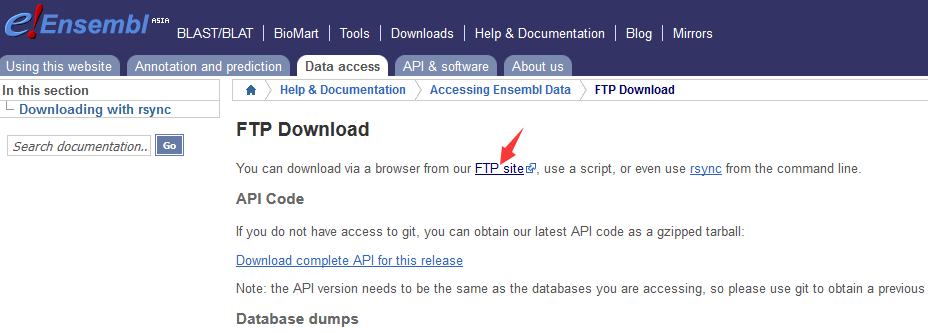 e!Ensembl ASIA
BLAST/BLAT | BioMart | Tools | Downloads | Help & Documentation | Blog | Mirrors
Using this website Annotation and prediction Data access API & software About us
In this section
Downloading with rsync
Search documentation.. Go
Help & Documentation Accessing Ensembl Data FTP Download
FTP Download
You can download via a browser from our FTP site, use a script, or even use rsync from the command line.
API Code
If you do not have access to git, you can obtain our latest API code as a gzipped tarball:
Download complete API for this release
Note: the API version needs to be the same as the databases you are accessing, so please use git to obtain a previous
Database dumps